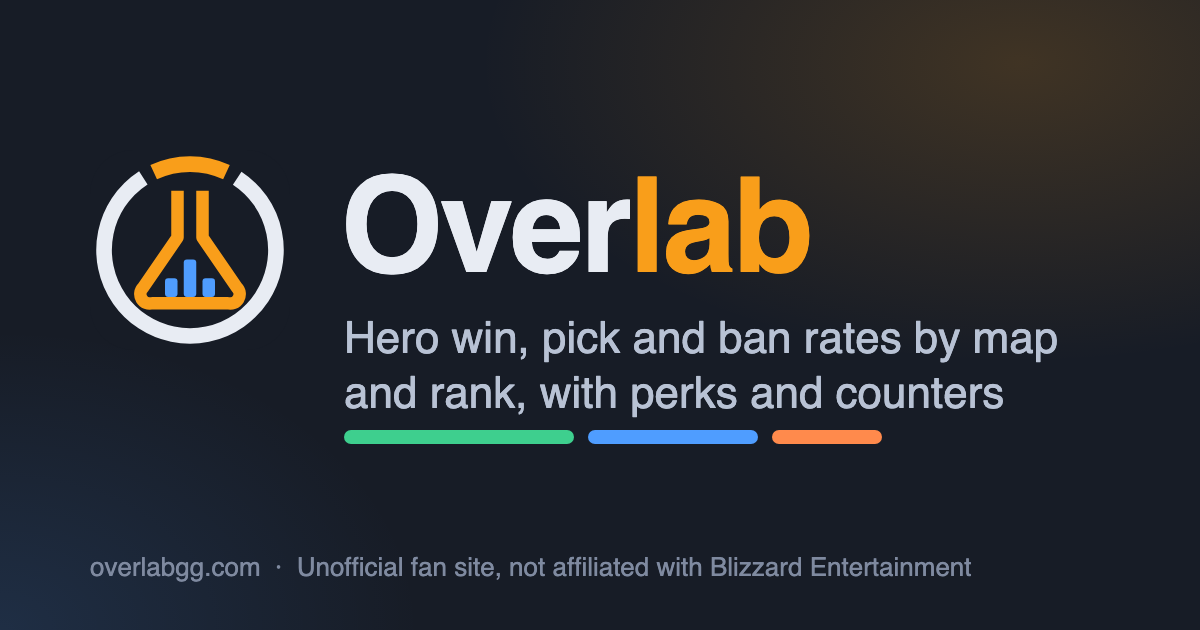 Overlab
Hero win, pick and ban rates by map
and rank, with perks and counters
overlabgg.com · Unofficial fan site, not affiliated with Blizzard Entertainment